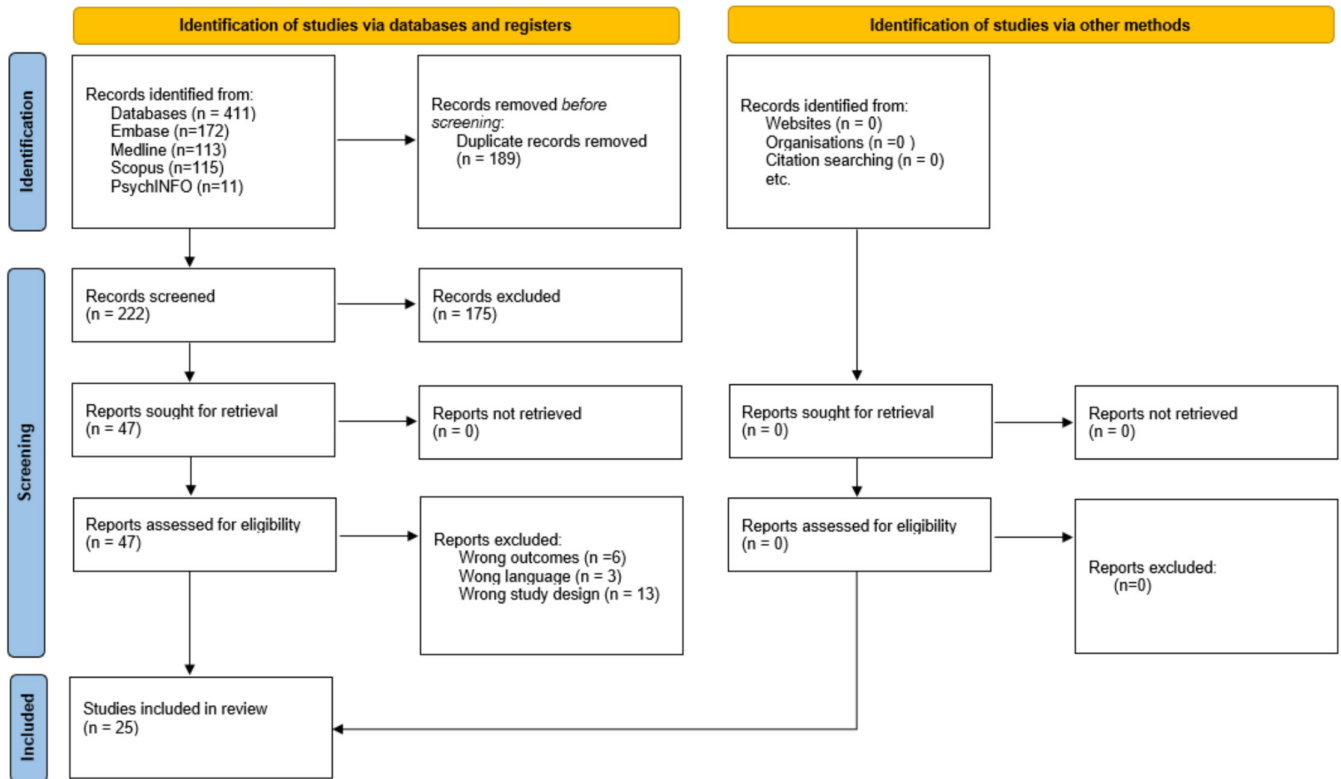 Identification of studies via databases and registers
Identification of studies via other methods
Identification
Records identified from:
Databases (n = 411)
Embase (n=172)
Medline (n=113)
Scopus (n=115)
PsychINFO (n=11)
Records removed before
screening:
Duplicate records removed
(n = 189)
Records identified from:
Websites (n = 0)
Organisations (n =0 )
Citation searching (n = 0)
etc.
Screening
Records screened
(n = 222)
Records excluded
(n = 175)
Reports sought for retrieval
(n = 47)
Reports not retrieved
(n = 0)
Reports sought for retrieval
(n = 0)
Reports not retrieved
(n = 0)
Reports assessed for eligibility
(n = 47)
Reports excluded:
Wrong outcomes (n =6)
Wong language (n = 3)
Wrong study design (n = 13)
Reports assessed for eligibility
(n = 0)
Reports excluded:
(n=0)
Included
Studies included in review
(n = 25)